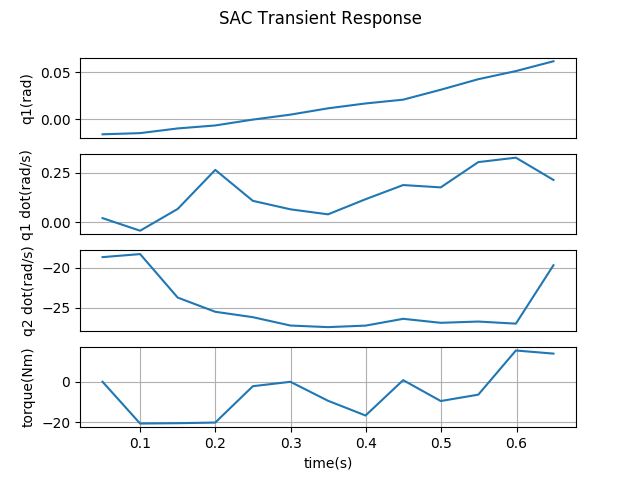 SAC Transient Response
0.05
0.00
q1(rad)
0.25
0.00
q1 dot(rad/s)
−20
−25
q2 dot(rad/s)
0
−20
torque(Nm)
0.1 0.2 0.3 0.4 0.5 0.6
time(s)